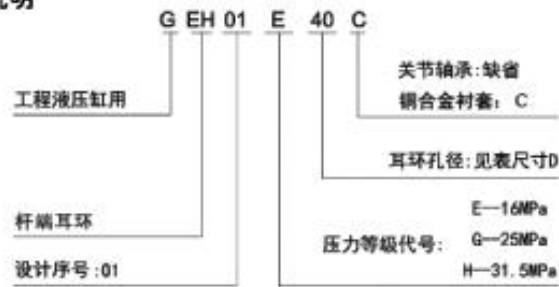 G EH 01 E 40 C
关节轴承:缺省
工程液压缸用
铜合金衬套: C
耳环孔径:见表尺寸D
E—16MPa
杆端耳环
压力等级代号: G—25MPa
设计序号:01
H—31.5MPa